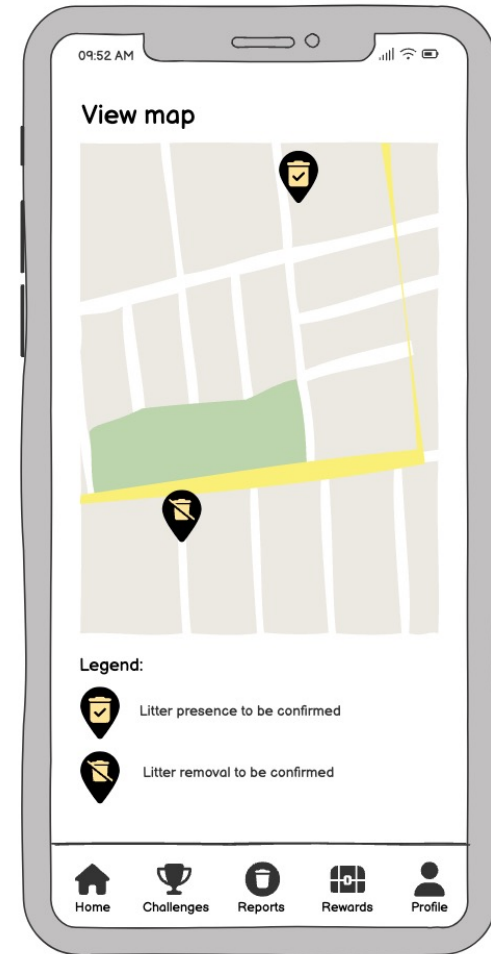 09:52 AM
View map
Legend:
Litter presence to be confirmed
Litter removal to be confirmed
Home Challenges Reports Rewards Profile